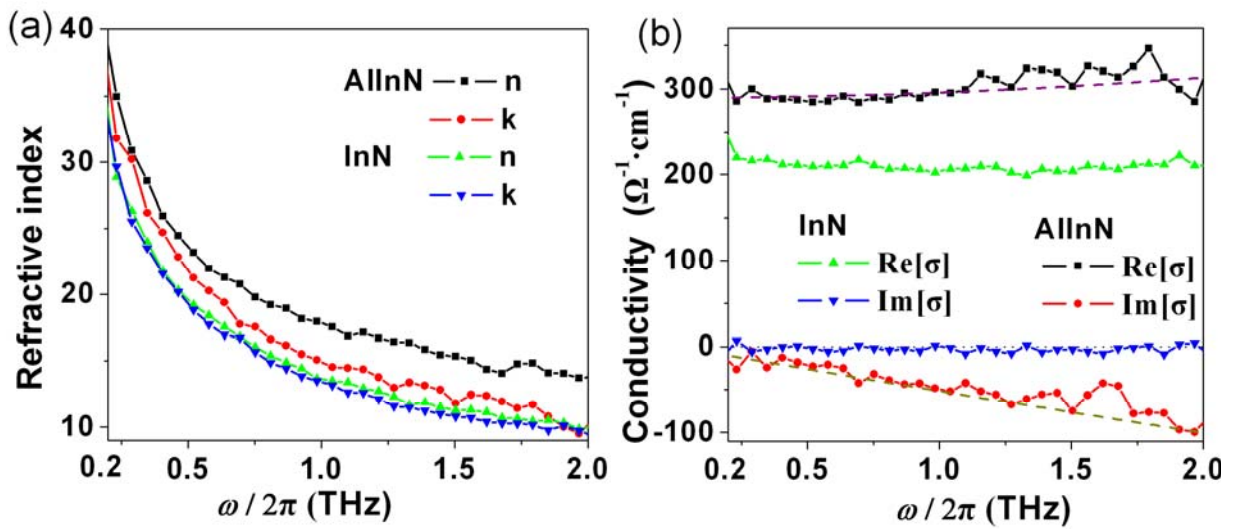 (a)
Refractive index
40
30
20
10
AlInN n
k
InN n
k
0.2 0.5 1.0 1.5 2.0
ω / 2π (THz)
(b)
Conductivity (Ω⁻¹·cm⁻¹)
300
200
100
0
-100
InN AlInN
Re[σ] Re[σ]
Im[σ] Im[σ]
0.2 0.5 1.0 1.5 2.0
ω / 2π (THz)